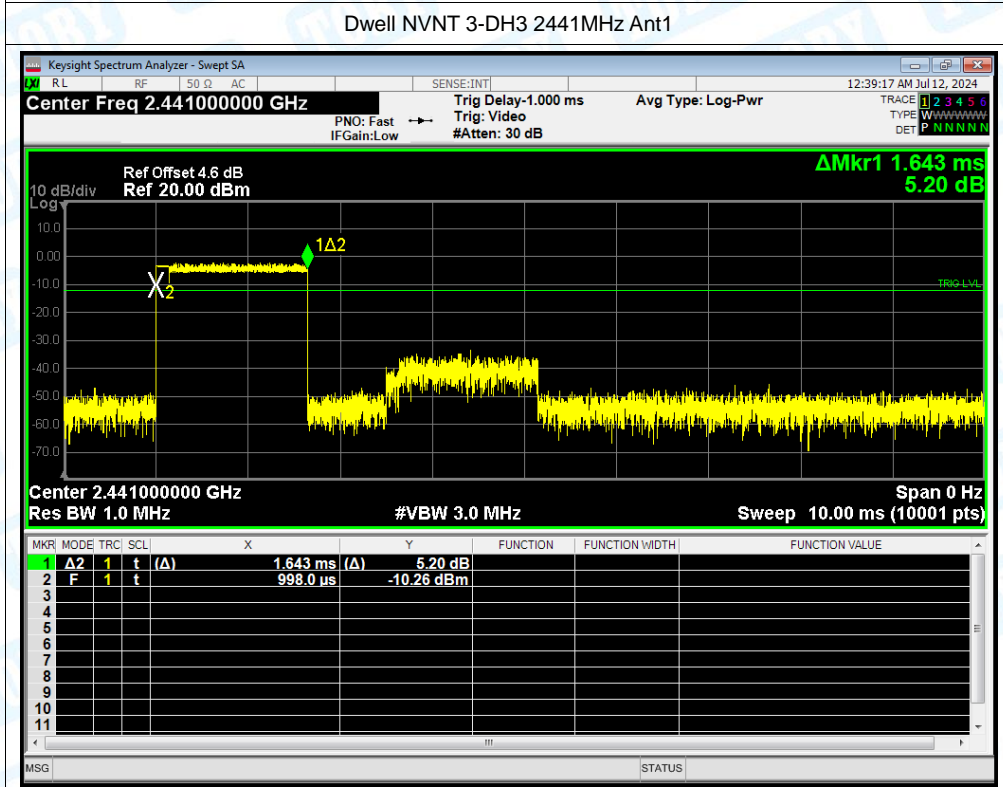 Dwell NVNT 3-DH3 2441MHz Ant1
Keysight Spectrum Analyzer - Swept SA
LXI RL RF 50 Ω AC SENSE:INT 12:39:17 AM Jul 12, 2024
Center Freq 2.441000000 GHz
Trig Delay-1.000 ms Avg Type: Log-Pwr TRACE 1 2 3 4 5 6
PNO: Fast Trig: Video TYPE WWWWWW
IFGain:Low #Atten: 30 dB DET P N N N N N
ΔMkr1 1.643 ms
5.20 dB
Ref Offset 4.6 dB
10 dB/div Ref 20.00 dBm
Log
10.0
0.00
-10.0
-20.0
-30.0
-40.0
-50.0
-60.0
-70.0
1Δ2
X2
TRIG LVL
Center 2.441000000 GHz Span 0 Hz
Res BW 1.0 MHz #VBW 3.0 MHz Sweep 10.00 ms (10001 pts)
MKR MODE TRC SCL X Y FUNCTION FUNCTION WIDTH FUNCTION VALUE
1 Δ2 1 t (Δ) 1.643 ms (Δ) 5.20 dB
2 F 1 t 998.0 µs -10.26 dBm
3
4
5
6
7
8
9
10
11
MSG STATUS
TOBY